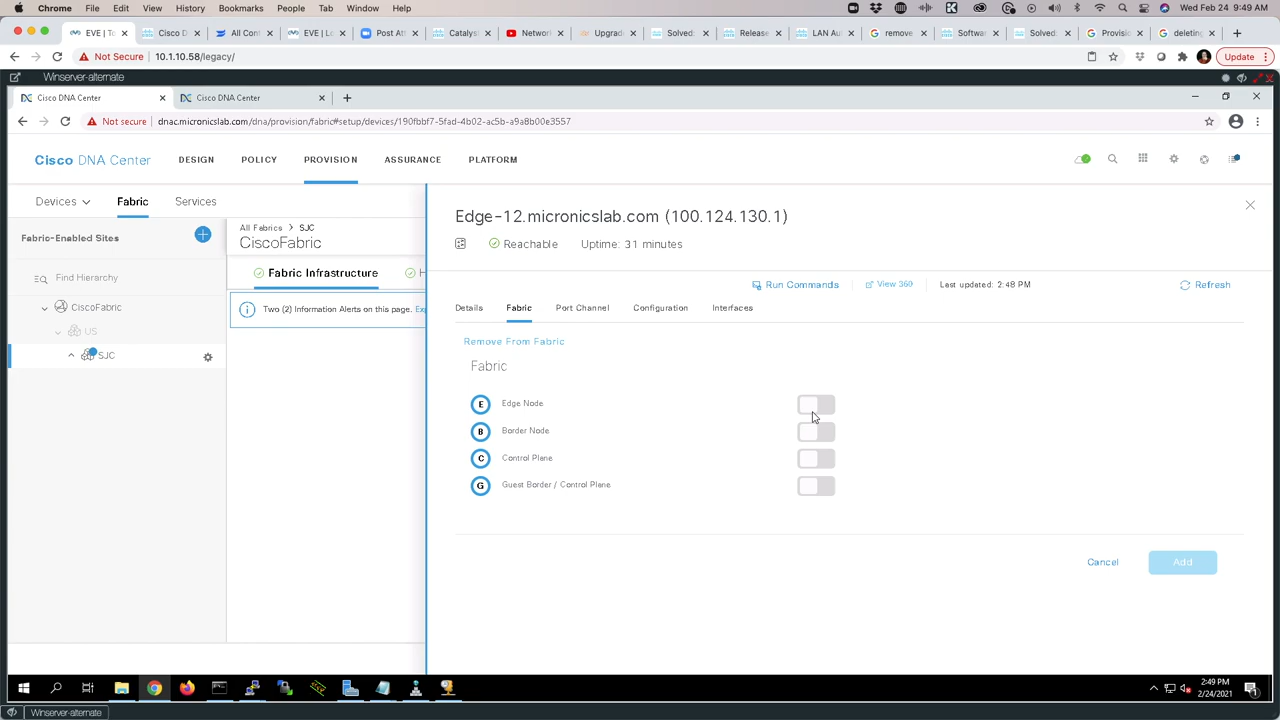 Chrome File Edit View History Bookmarks People Tab Window Help Wed Feb 24 9:49 AM
EVE | To Cisco D All Cont EVE | Lo Post Att Catalys Networ Upgrade Solved: Release LAN Au remove Softwa Solved: Provisi deleting
Not Secure 10.1.10.58/legacy/ Update
Winserver-alternate
Cisco DNA Center Cisco DNA Center
Not secure dnac.micronicslab.com/dna/provision/fabric#setup/devices/190fbbf7-5fad-4b02-ac5b-a9a8b00e3557
Cisco DNA Center DESIGN POLICY PROVISION ASSURANCE PLATFORM
Devices Fabric Services
Fabric-Enabled Sites
Find Hierarchy
CiscoFabric
US
SJC
All Fabrics > SJC
CiscoFabric
Fabric Infrastructure H
Two (2) Information Alerts on this page. Exp
Edge-12.micronicslab.com (100.124.130.1)
Reachable Uptime: 31 minutes
Run Commands View 360 Last updated: 2:48 PM Refresh
Details Fabric Port Channel Configuration Interfaces
Remove From Fabric
Fabric
E Edge Node
B Border Node
C Control Plane
G Guest Border / Control Plane
Cancel Add
2:49 PM
2/24/2021
Winserver-alternate